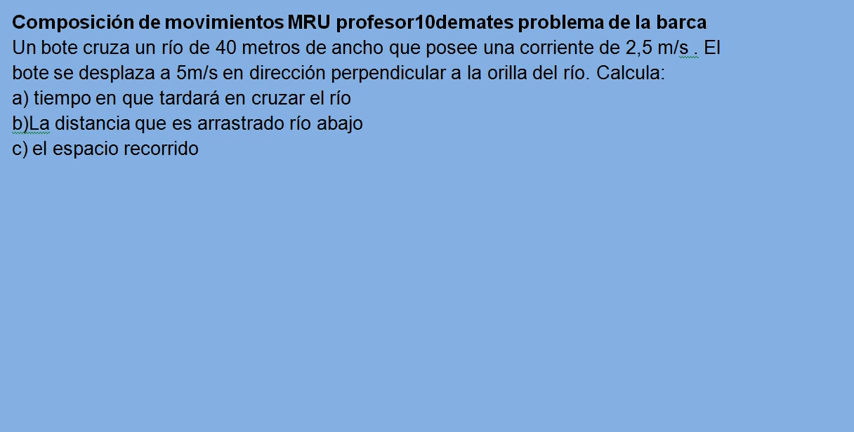 Composición de movimientos MRU profesor10demates problema de la barca
Un bote cruza un río de 40 metros de ancho que posee una corriente de 2,5 m/s . El
bote se desplaza a 5m/s en dirección perpendicular a la orilla del río. Calcula:
a) tiempo en que tardará en cruzar el río
b)La distancia que es arrastrado río abajo
c) el espacio recorrido